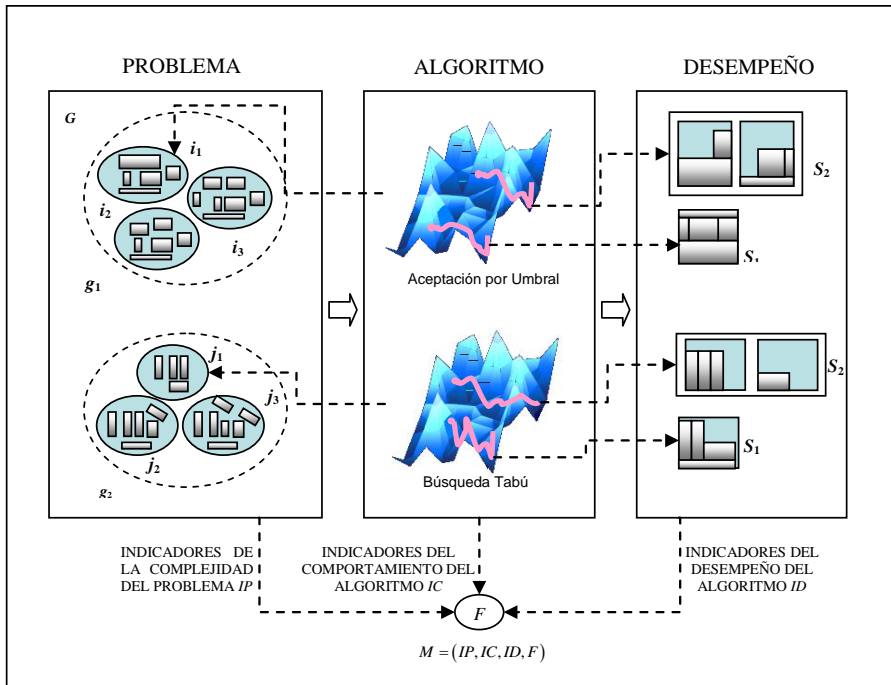 PROBLEMA
ALGORITMO
DESEMPEÑO
G
i1
i2
i3
g1
S2
S1
Aceptación por Umbral
j1
j3
j2
g2
S2
S1
Búsqueda Tabú
INDICADORES DE
LA COMPLEJIDAD
DEL PROBLEMA IP
INDICADORES DEL
COMPORTAMIENTO DEL
ALGORITMO IC
INDICADORES DEL
DESEMPEÑO DEL
ALGORITMO ID
F
M = (IP, IC, ID, F)